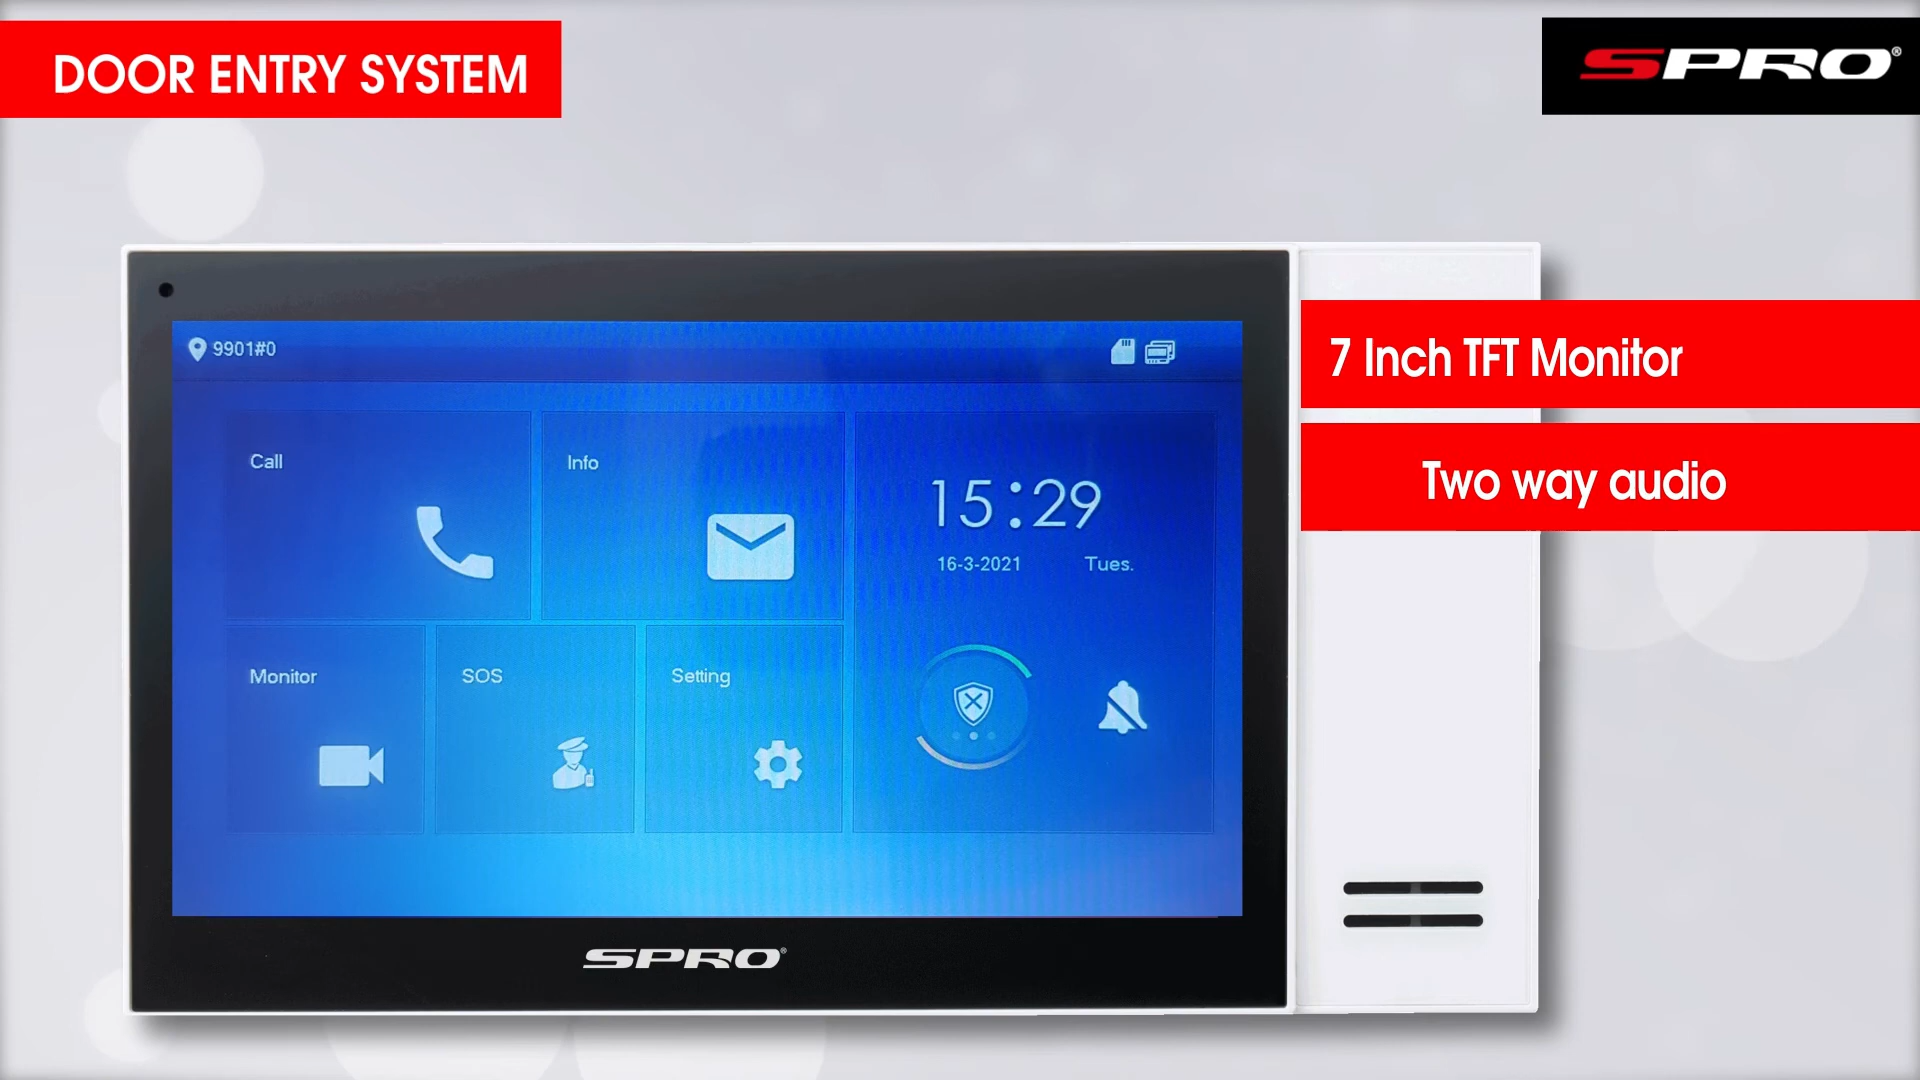 DOOR ENTRY SYSTEM
SPRO®
9901#0
7 Inch TFT Monitor
Call
Info
15:29
Two way audio
16-3-2021 Tues.
Monitor
SOS
Setting
SPRO®